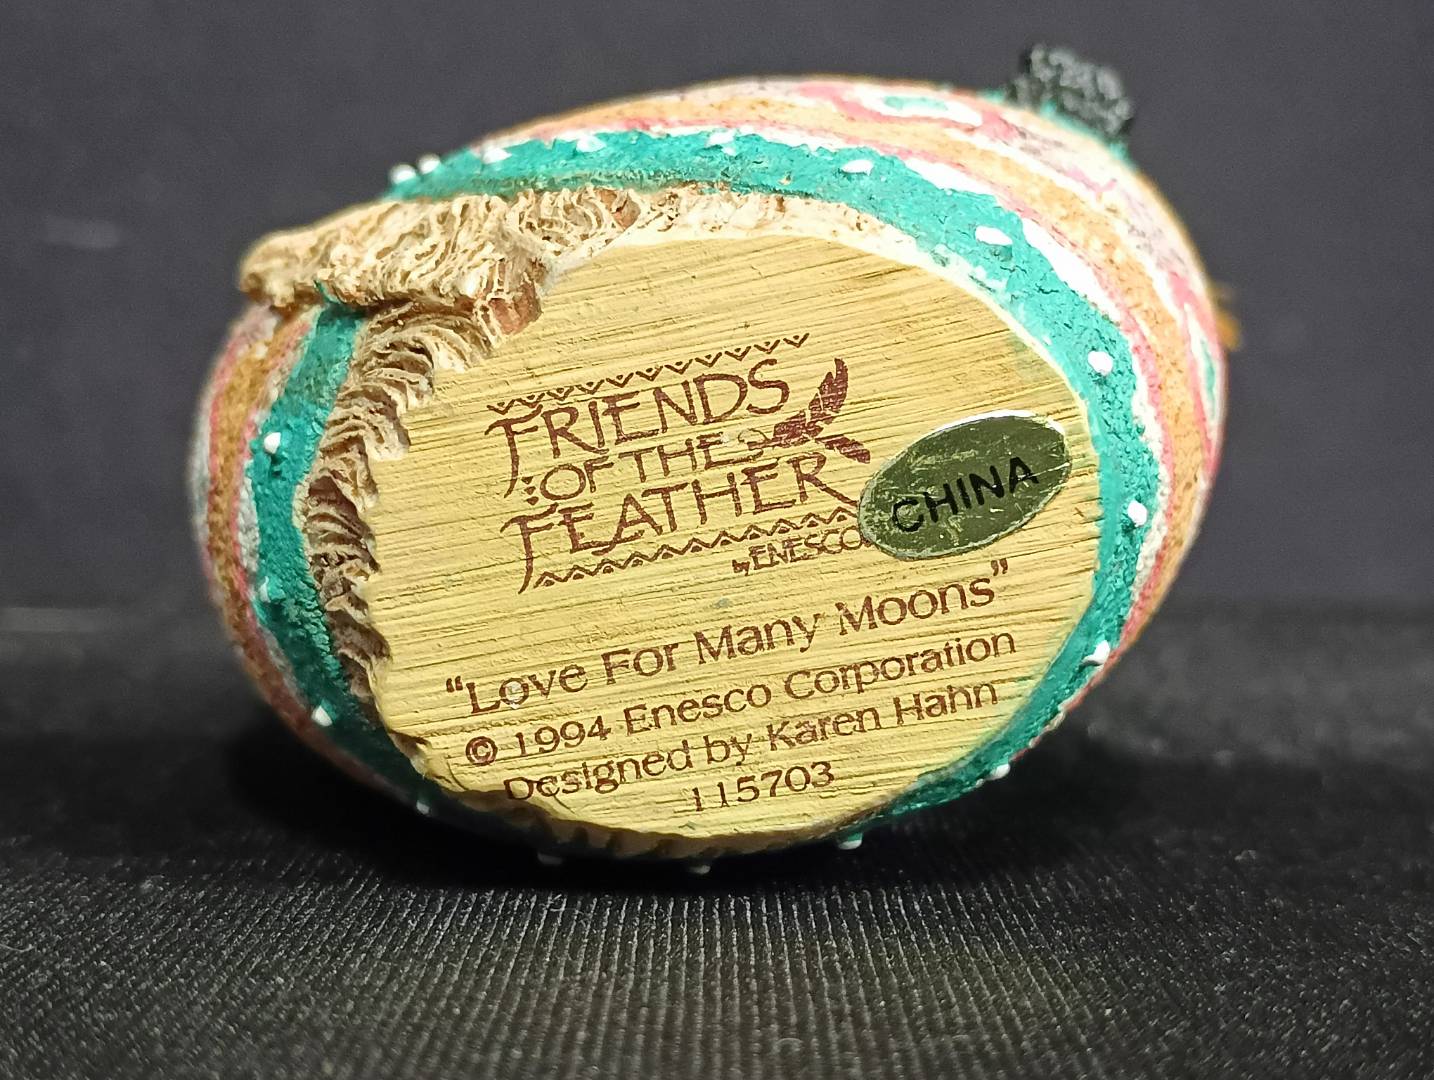 FRIENDS
OF THE
FEATHER
by ENESCO
CHINA
"Love For Many Moons"
© 1994 Enesco Corporation
Designed by Karen Hahn
115703